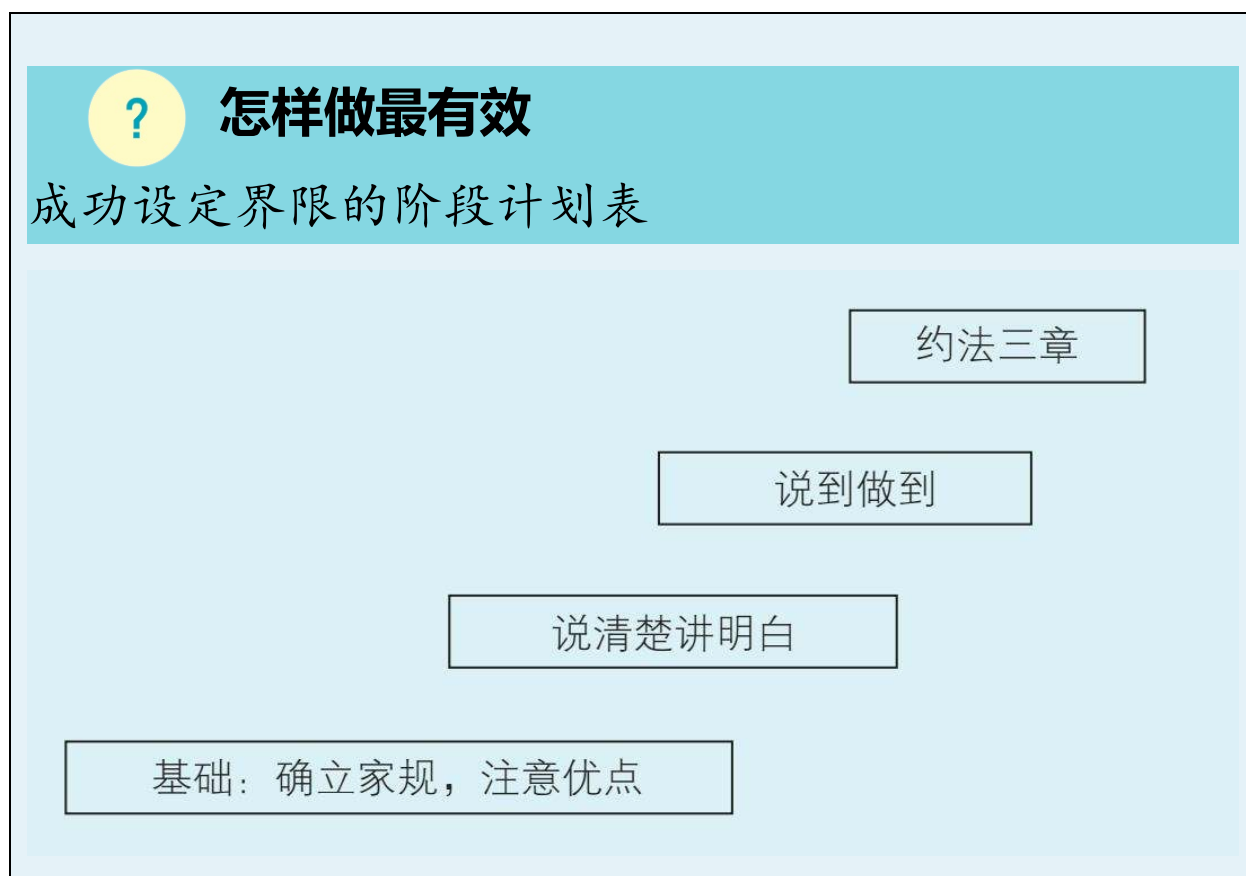 ?
怎样做最有效
成功设定界限的阶段计划表
约法三章
说到做到
说清楚讲明白
基础：确立家规，注意优点